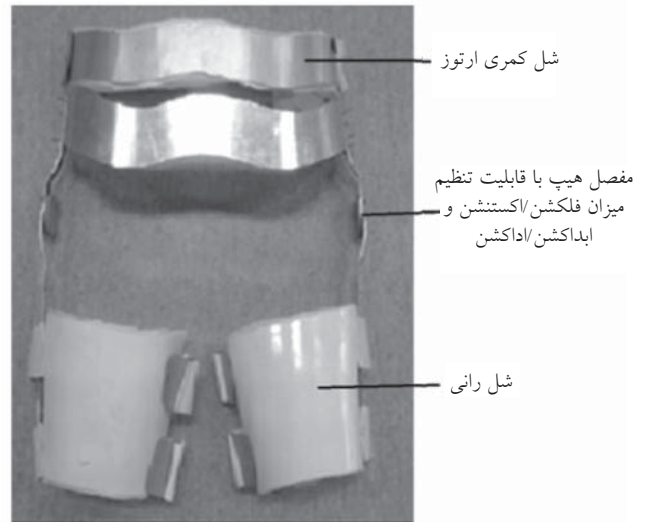 شل کمری ارتوز
مفصل هیپ با قابلیت تنظیم
میزان فلکشن/اکستنشن و
ابداکشن/اداکشن
شل رانی